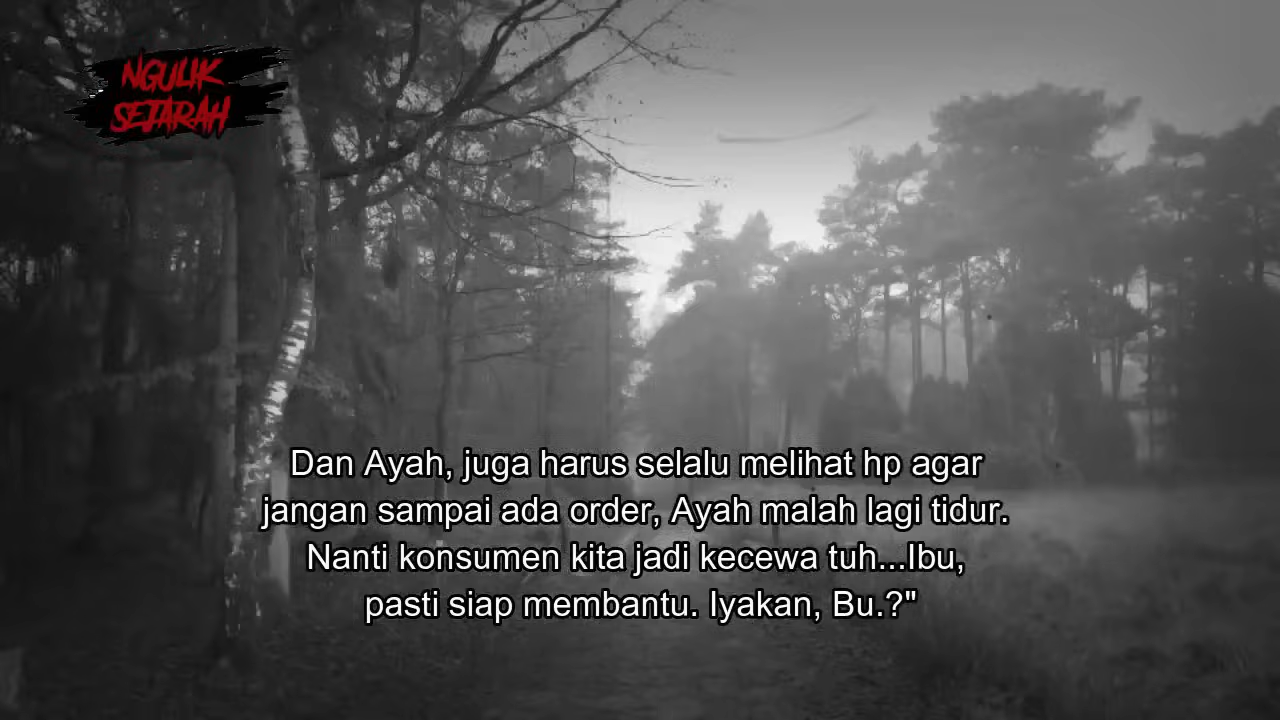 NGULIK
SEJARAH
Dan Ayah, juga harus selalu melihat hp agar
jangan sampai ada order, Ayah malah lagi tidur.
Nanti konsumen kita jadi kecewa tuh...Ibu,
pasti siap membantu. Iyakan, Bu.?"